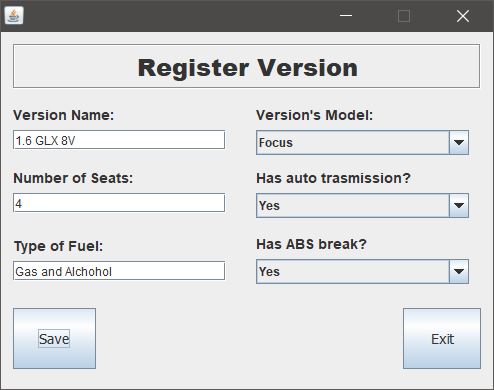 Register Version
Version Name:
1.6 GLX 8V
Version's Model:
Focus
Number of Seats:
4
Has auto trasmission?
Yes
Type of Fuel:
Gas and Alchohol
Has ABS break?
Yes
Save
Exit